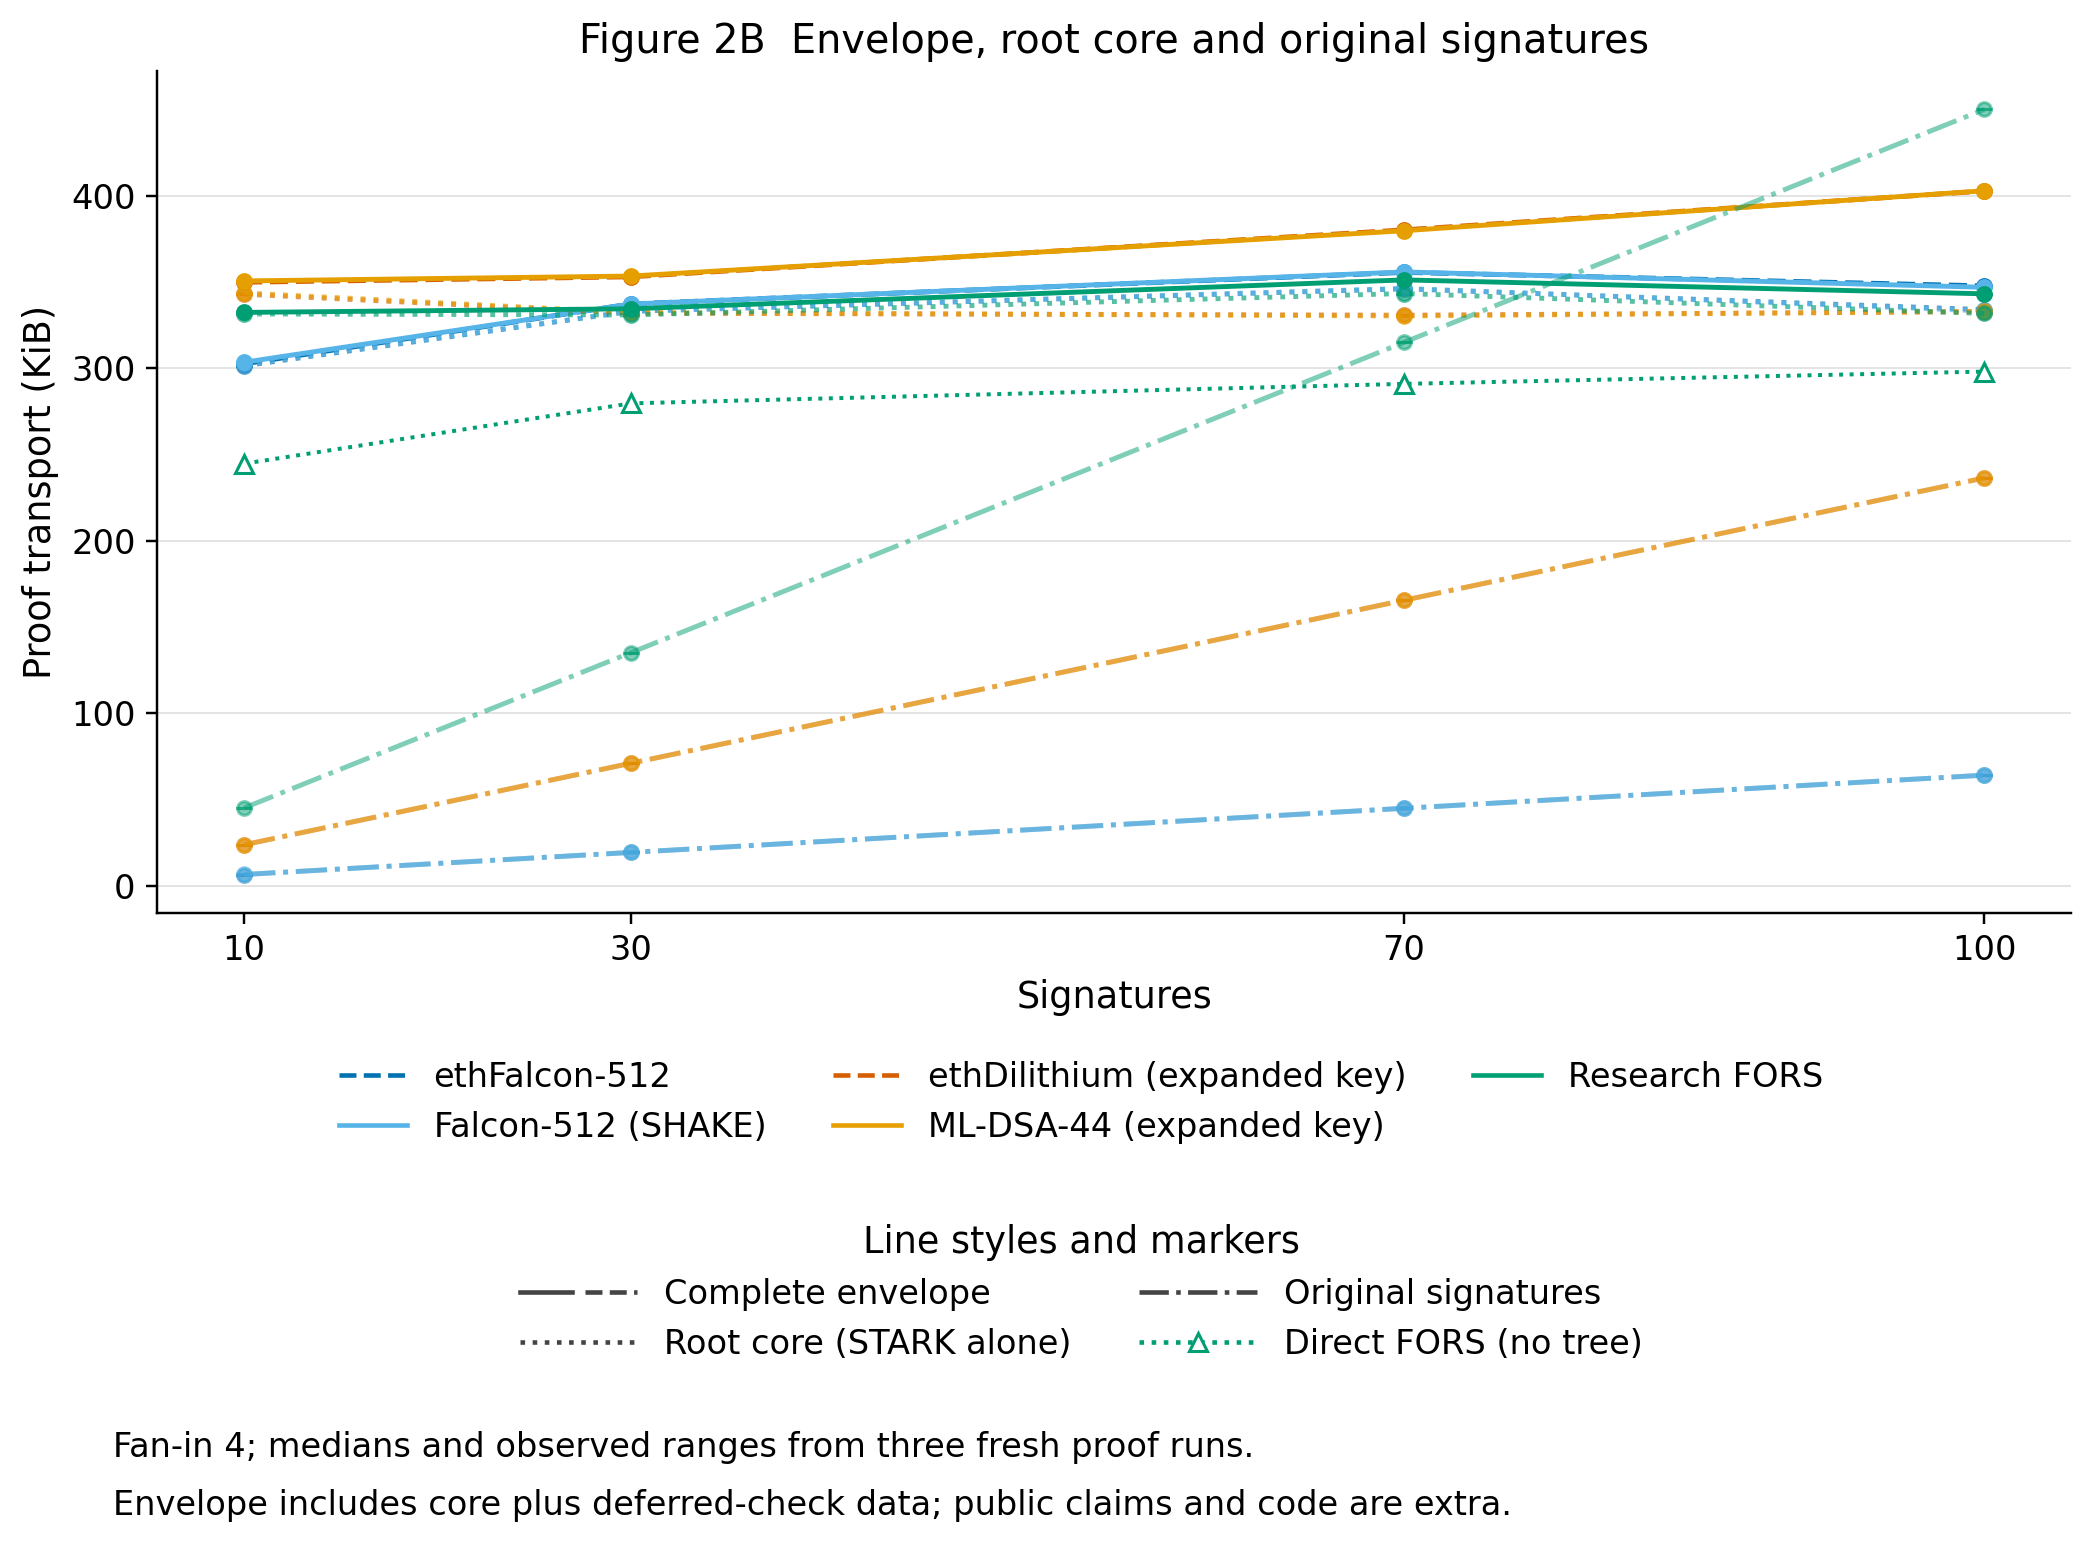 Figure 2B  Envelope, root core and original signatures
Proof transport (KiB)
400
300
200
100
0
10 30 70 100
Signatures
ethFalcon-512
Falcon-512 (SHAKE)
ethDilithium (expanded key)
ML-DSA-44 (expanded key)
Research FORS
Line styles and markers
Complete envelope
Root core (STARK alone)
Original signatures
Direct FORS (no tree)
Fan-in 4; medians and observed ranges from three fresh proof runs.
Envelope includes core plus deferred-check data; public claims and code are extra.